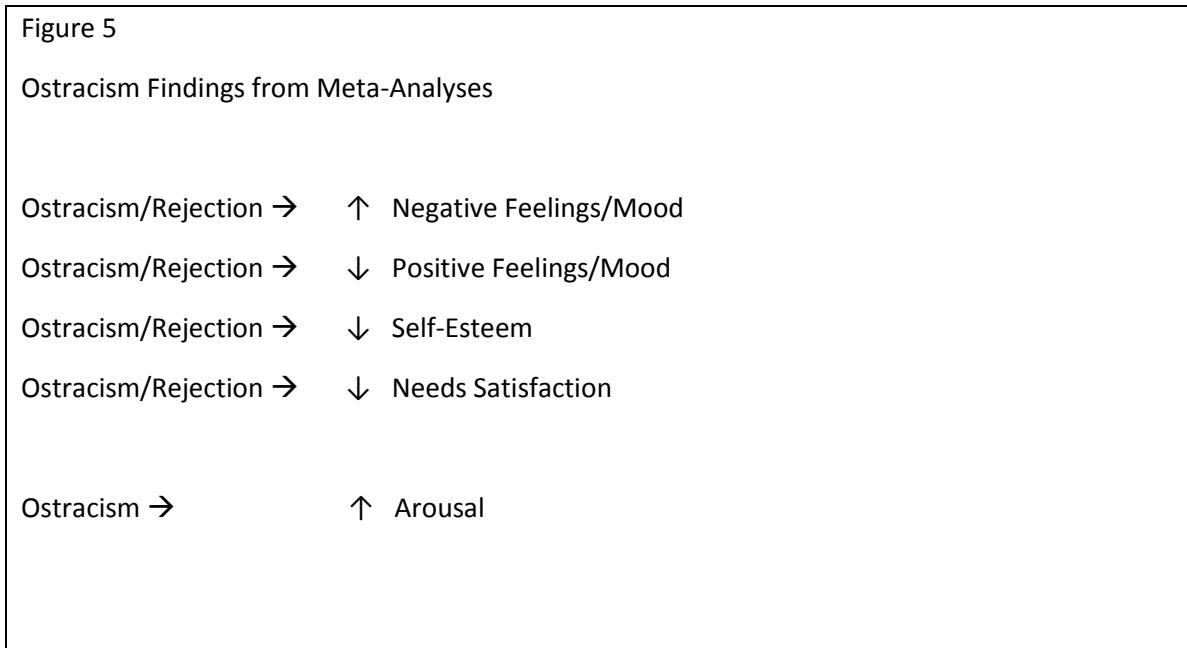 Figure 5
Ostracism Findings from Meta-Analyses
Ostracism/Rejection → ↑ Negative Feelings/Mood
Ostracism/Rejection → ↓ Positive Feelings/Mood
Ostracism/Rejection → ↓ Self-Esteem
Ostracism/Rejection → ↓ Needs Satisfaction
Ostracism → ↑ Arousal